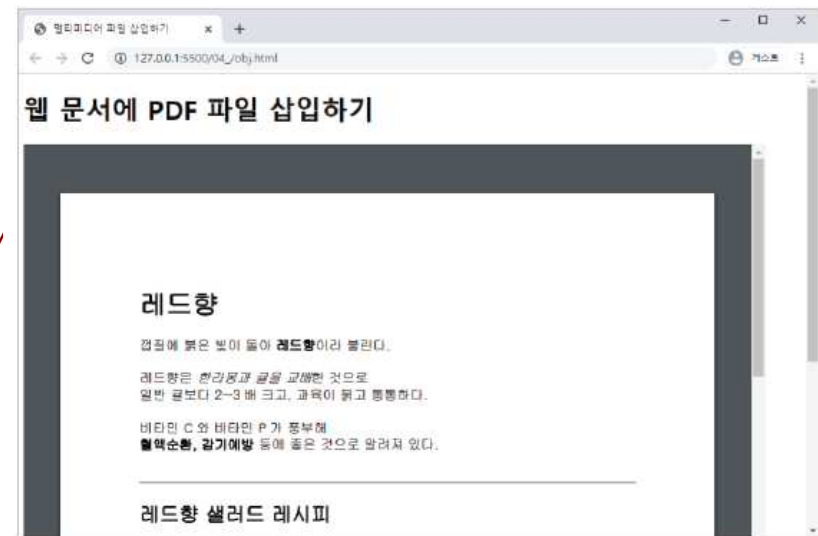 멀티미디어 파일 삽입하기
127.0.0.1:5500/04_/obj.html
게스트
웹 문서에 PDF 파일 삽입하기
레드향
껍질에 붉은 빛이 돌아 레드향이라 불린다.
레드향은 한라봉과 귤을 교배한 것으로
일반 귤보다 2~3 배 크고, 과육이 붉고 통통하다.
비타민 C 와 비타민 P 가 풍부해
혈액순환, 감기예방 등에 좋은 것으로 알려져 있다.
레드향 샐러드 레시피